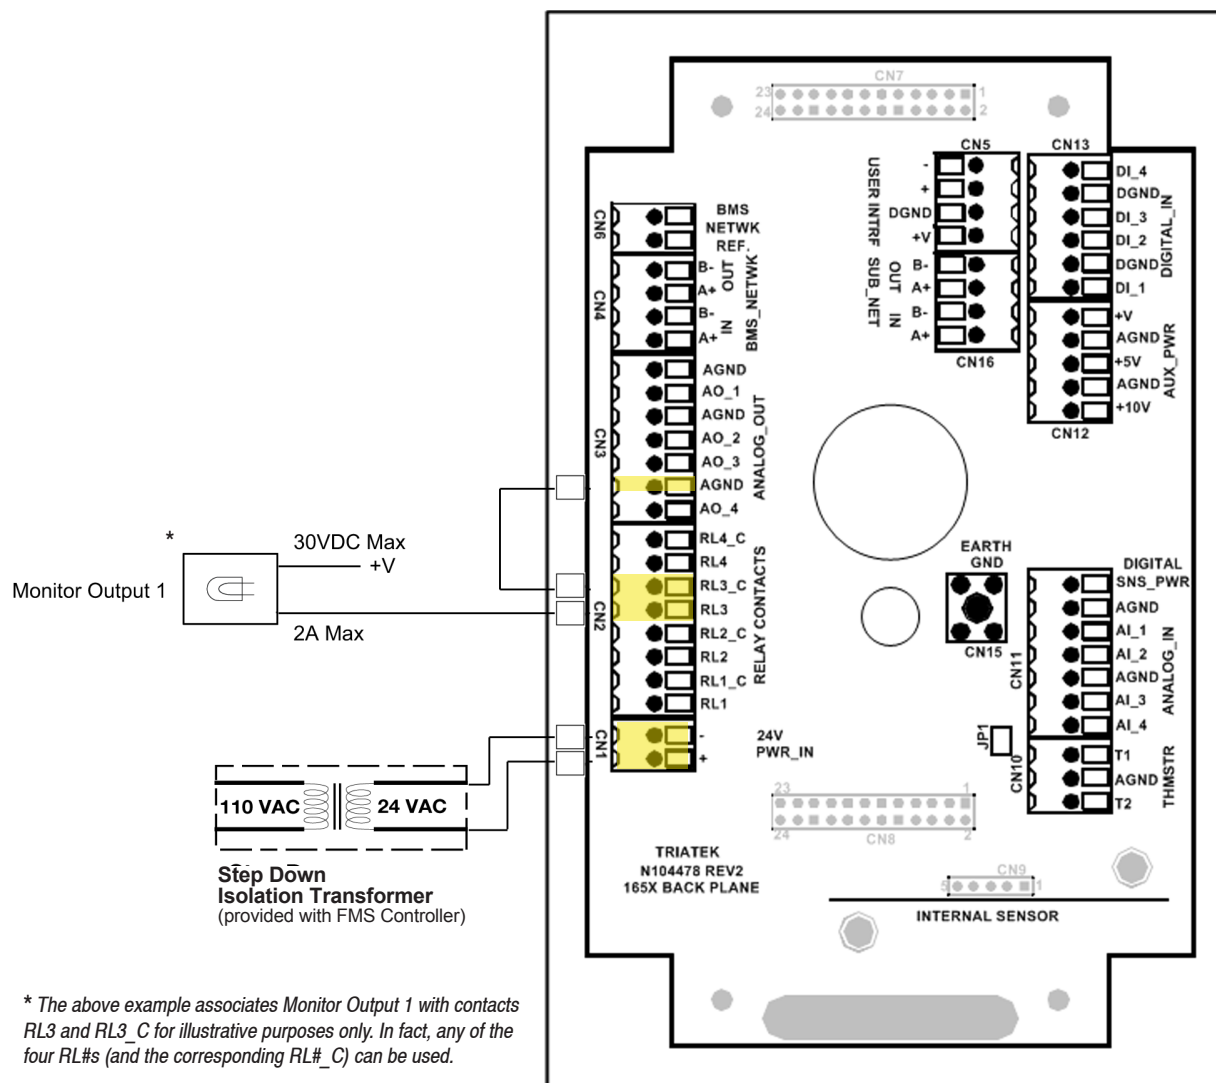 CN7
23
1
24
2
CN5
-
+
DGND
+V
USER INTRF
B-
A+
B-
A+
OUT
IN
SUB_NET
CN16
CN13
DI_4
DGND
DI_3
DI_2
DGND
DI_1
DIGITAL_IN
+V
AGND
+5V
AGND
+10V
AUX_PWR
CN12
CN6
BMS
NETWK
REF.
CN4
B-
A+
B-
A+
OUT
IN
BMS_NETWK
CN3
AGND
AO_1
AGND
AO_2
AO_3
AGND
AO_4
ANALOG_OUT
CN2
RL4_C
RL4
RL3_C
RL3
RL2_C
RL2
RL1_C
RL1
RELAY CONTACTS
CN1
-
+
24V
PWR_IN
*
30VDC Max
+V
Monitor Output 1
2A Max
110 VAC
24 VAC
Step Down
Isolation Transformer
(provided with FMS Controller)
EARTH
GND
CN15
DIGITAL
SNS_PWR
AGND
AI_1
AI_2
AGND
AI_3
AI_4
ANALOG_IN
CN11
JP1
CN10
T1
AGND
T2
THMSTR
23
1
24
2
CN8
TRIATEK
N104478 REV2
165X BACK PLANE
CN9
5
1
INTERNAL SENSOR
* The above example associates Monitor Output 1 with contacts
RL3 and RL3_C for illustrative purposes only. In fact, any of the
four RL#s (and the corresponding RL#_C) can be used.